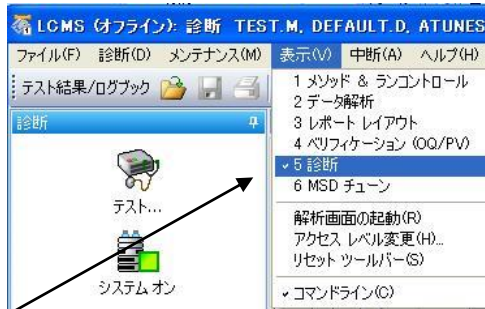 LCMS (オフライン): 診断 TEST.M, DEFAULT.D, ATUNES
ファイル(F) 診断(D) メンテナンス(M) 表示(V) 中断(A) ヘルプ(H)
テスト結果/ログブック
診断
テスト...
システム オン
1 メソッド & ランコントロール
2 データ解析
3 レポート レイアウト
4 ベリフィケーション (OQ/PV)
✓5 診断
6 MSD チューン
解析画面の起動(R)
アクセス レベル変更(H)...
リセット ツールバー(S)
✓コマンドライン(C)